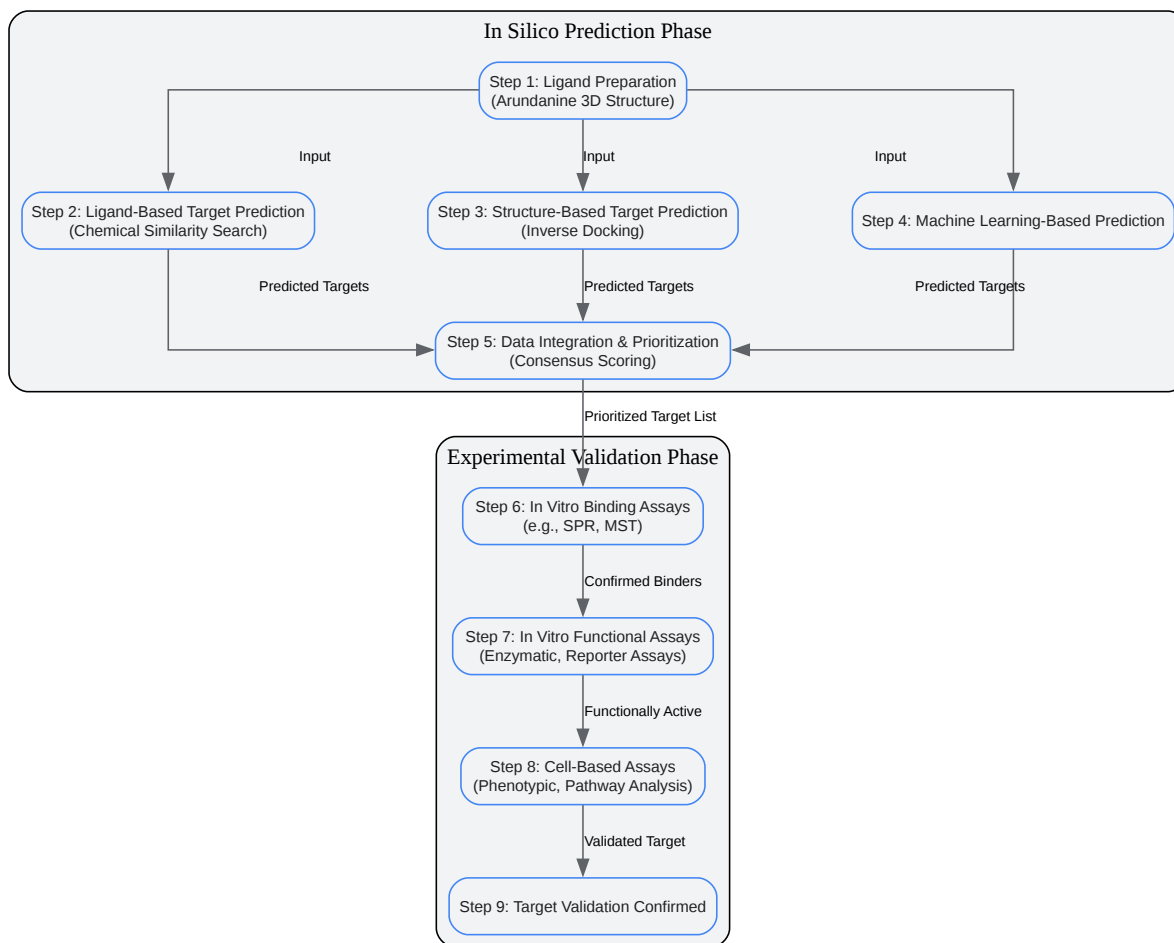 In Silico Prediction Phase
Step 1: Ligand Preparation
(Arundanine 3D Structure)
Input
Input
Input
Step 2: Ligand-Based Target Prediction
(Chemical Similarity Search)
Step 3: Structure-Based Target Prediction
(Inverse Docking)
Step 4: Machine Learning-Based Prediction
Predicted Targets
Predicted Targets
Predicted Targets
Step 5: Data Integration & Prioritization
(Consensus Scoring)
Prioritized Target List
Experimental Validation Phase
Step 6: In Vitro Binding Assays
(e.g., SPR, MST)
Confirmed Binders
Step 7: In Vitro Functional Assays
(Enzymatic, Reporter Assays)
Functionally Active
Step 8: Cell-Based Assays
(Phenotypic, Pathway Analysis)
Validated Target
Step 9: Target Validation Confirmed